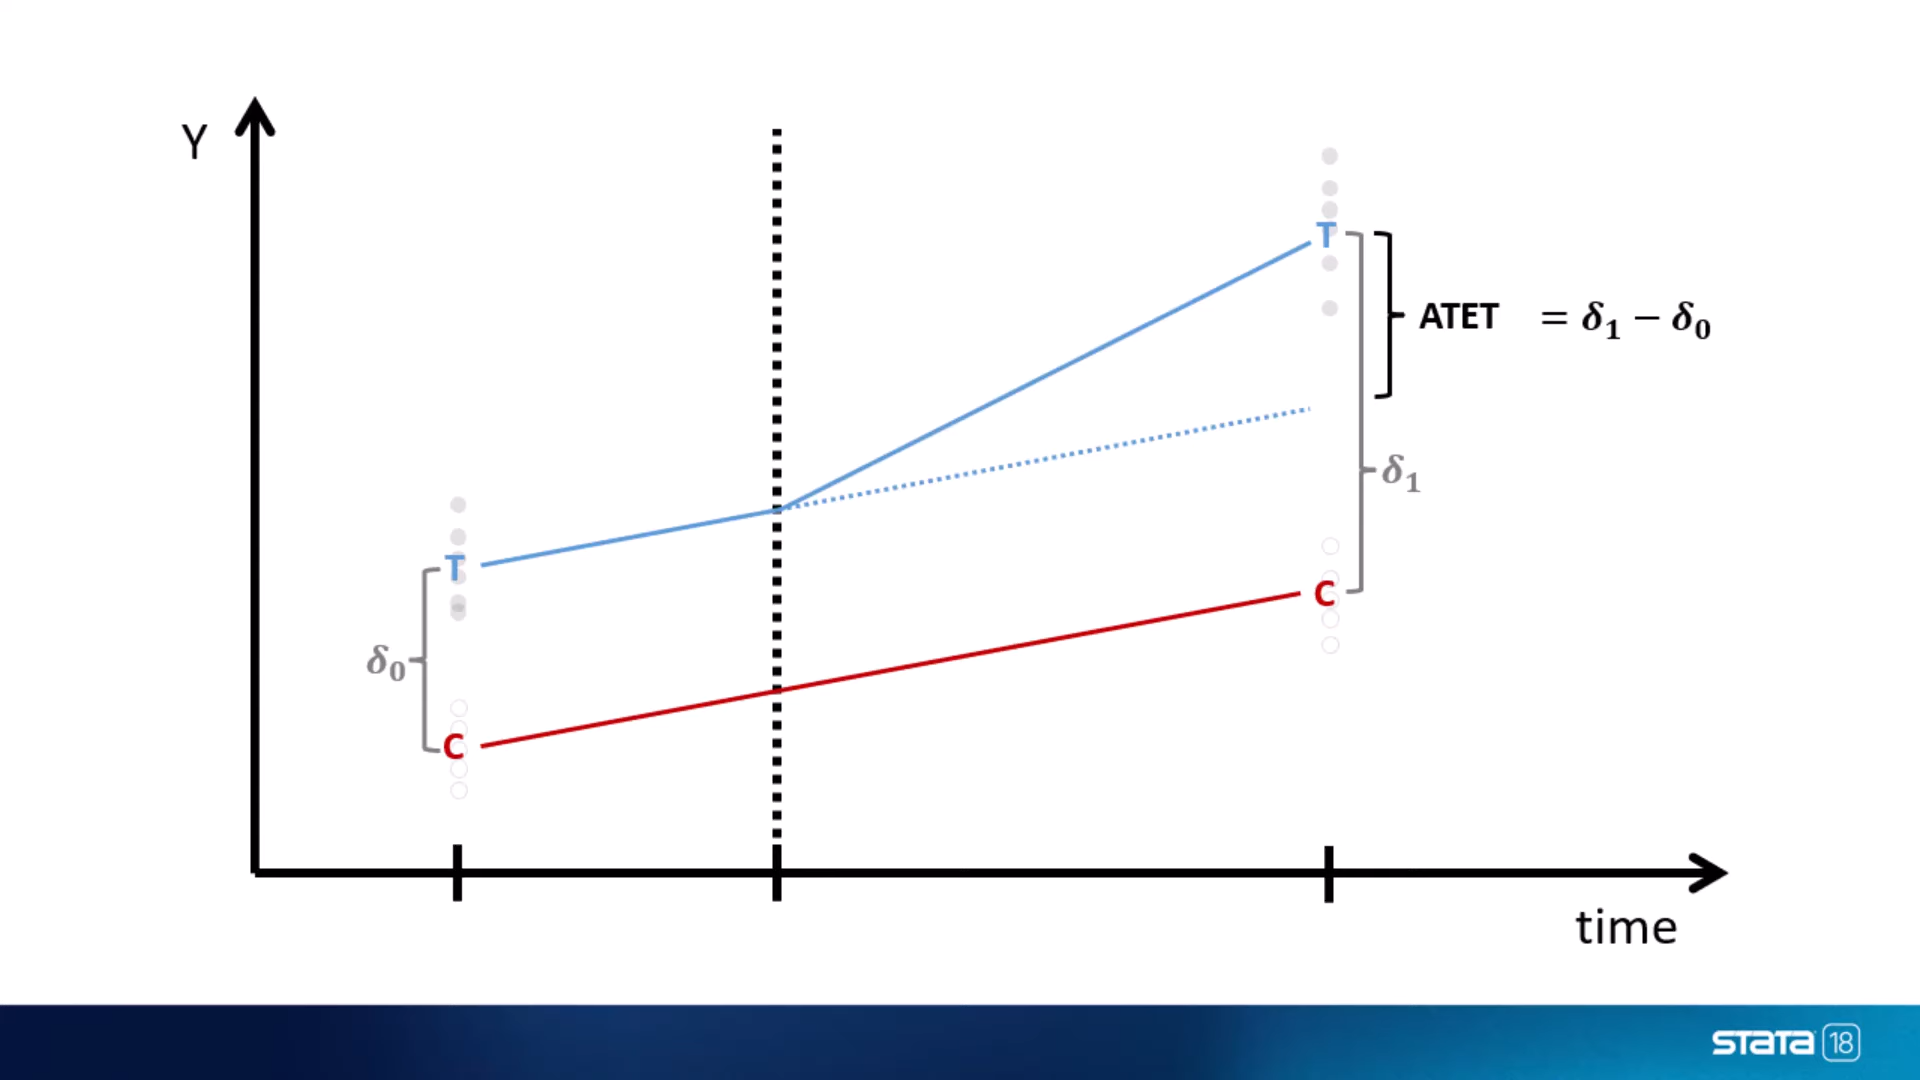 Y
T
ATET = δ₁ − δ₀
δ₁
T
C
δ₀
C
time
STATA 18